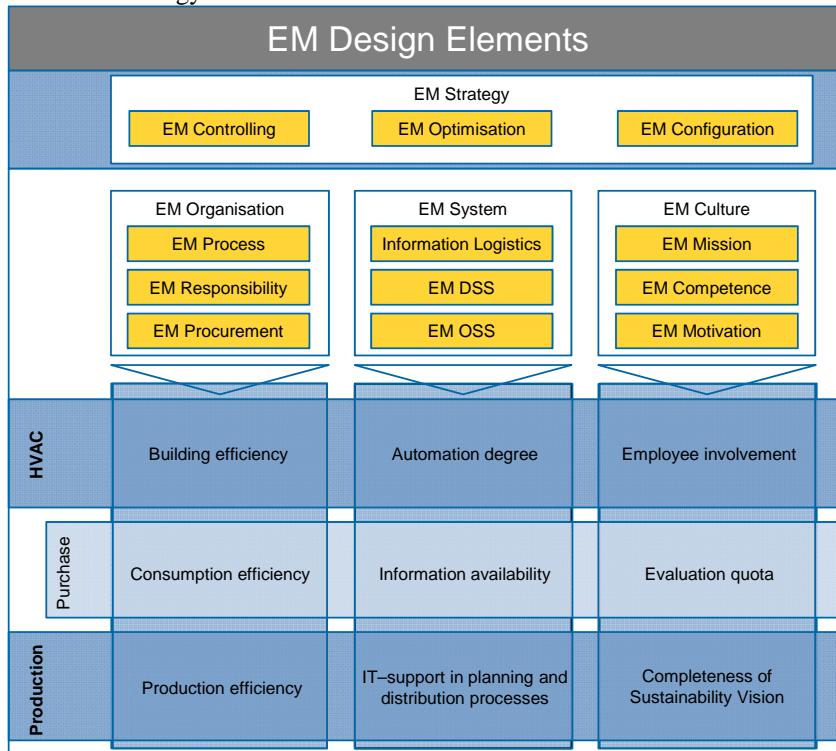 EM Design Elements
EM Strategy
EM Controlling
EM Optimisation
EM Configuration
EM Organisation
EM Process
EM Responsibility
EM Procurement
EM System
Information Logistics
EM DSS
EM OSS
EM Culture
EM Mission
EM Competence
EM Motivation
HVAC
Building efficiency
Automation degree
Employee involvement
Purchase
Consumption efficiency
Information availability
Evaluation quota
Production
Production efficiency
IT–support in planning and
distribution processes
Completeness of
Sustainability Vision